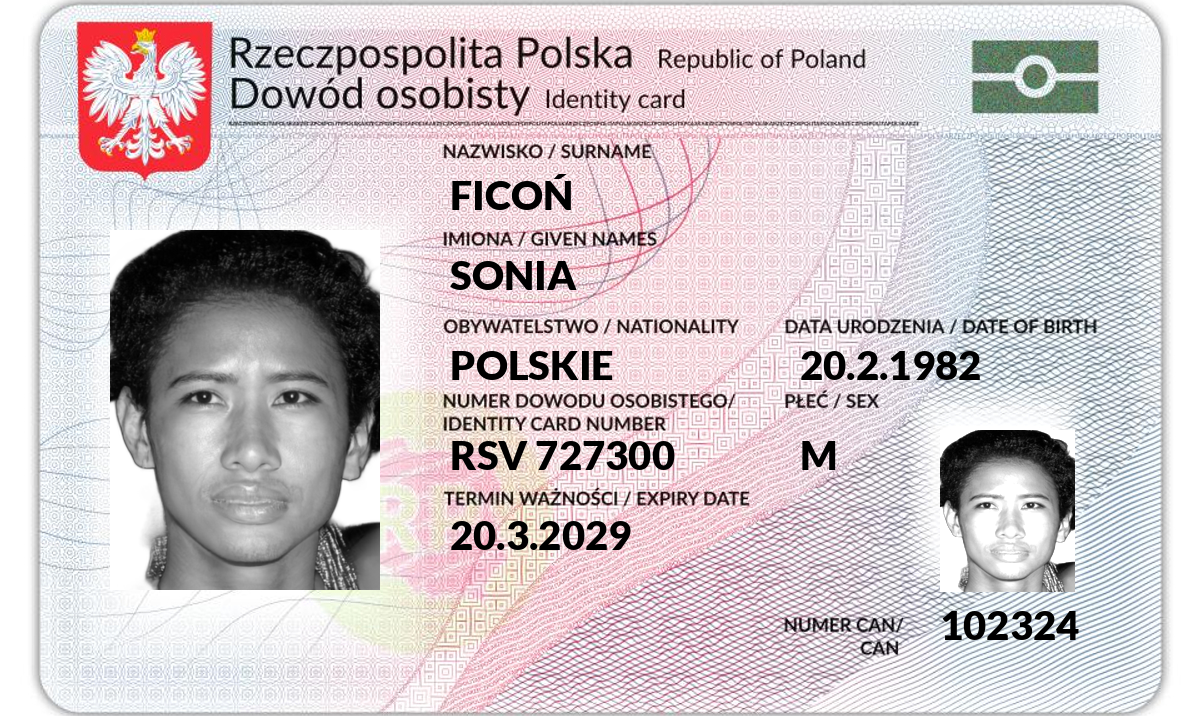 Rzeczpospolita Polska Republic of Poland
Dowód osobisty Identity card
NAZWISKO / SURNAME
FICOŃ
IMIONA / GIVEN NAMES
SONIA
OBYWATELSTWO / NATIONALITY DATA URODZENIA / DATE OF BIRTH
POLSKIE 20.2.1982
NUMER DOWODU OSOBISTEGO/ PŁEĆ / SEX
IDENTITY CARD NUMBER
RSV 727300 M
TERMIN WAŻNOŚCI / EXPIRY DATE
20.3.2029
NUMER CAN/ 102324
CAN